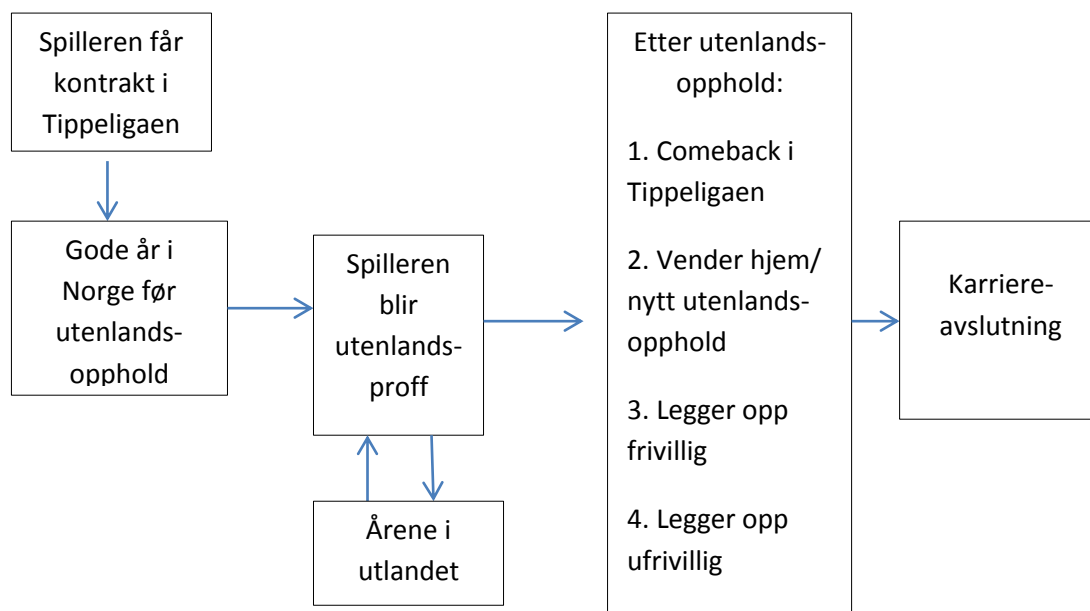 Spilleren får
kontrakt i
Tippeligaen
Gode år i
Norge før
utenlands-
opphold
Spilleren
blir
utenlands-
proff
Årene i
utlandet
Etter utenlands-
opphold:
1. Comeback i
Tippeligaen
2. Vender hjem/
nytt utenlands-
opphold
3. Legger opp
frivillig
4. Legger opp
ufrivillig
Karriere-
avslutning